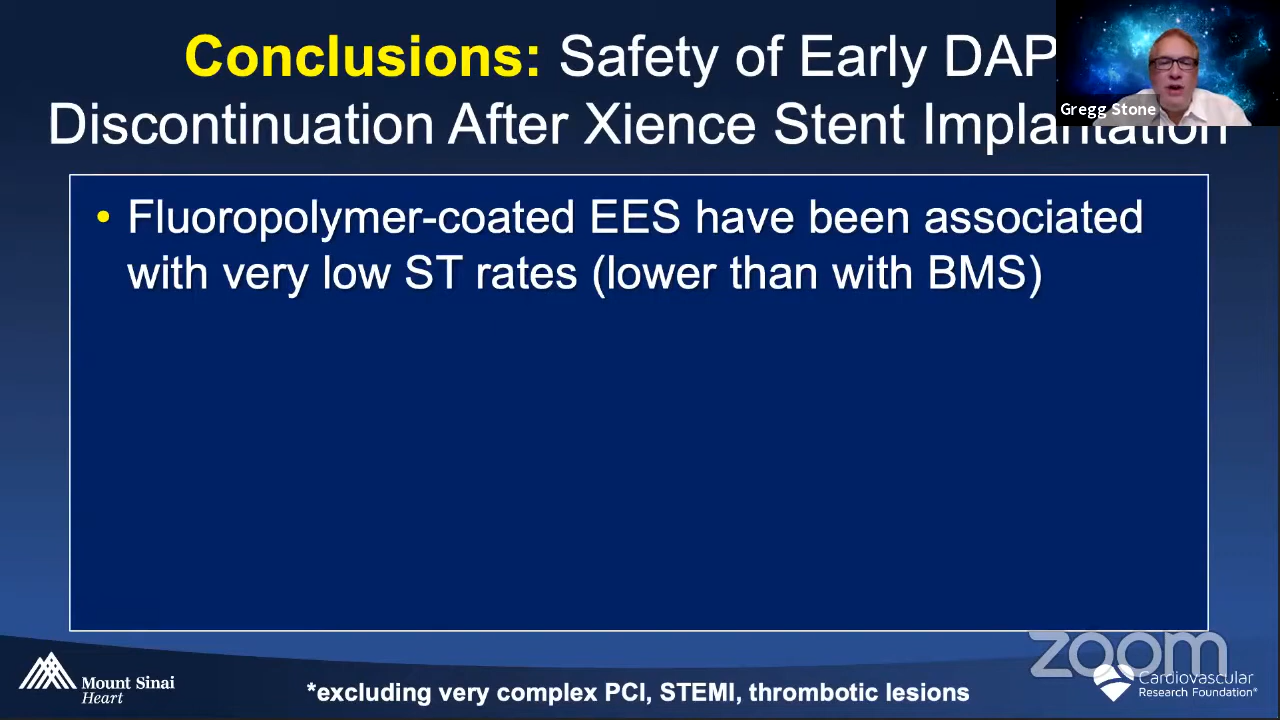 Conclusions: Safety of Early DAP
Discontinuation After Xience Stent Implantation
Gregg Stone
• Fluoropolymer-coated EES have been associated
with very low ST rates (lower than with BMS)
Mount Sinai
Heart
*excluding very complex PCI, STEMI, thrombotic lesions
zoom
Cardiovascular
Research Foundation®